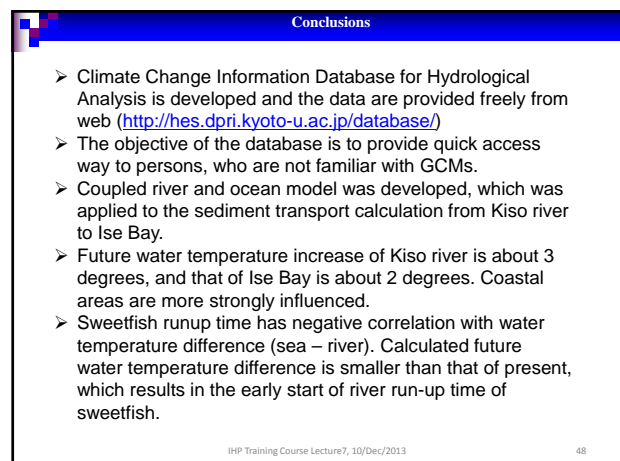 Conclusions
➢ Climate Change Information Database for Hydrological
Analysis is developed and the data are provided freely from
web (http://hes.dpri.kyoto-u.ac.jp/database/)
➢ The objective of the database is to provide quick access
way to persons, who are not familiar with GCMs.
➢ Coupled river and ocean model was developed, which was
applied to the sediment transport calculation from Kiso river
to Ise Bay.
➢ Future water temperature increase of Kiso river is about 3
degrees, and that of Ise Bay is about 2 degrees. Coastal
areas are more strongly influenced.
➢ Sweetfish runup time has negative correlation with water
temperature difference (sea – river). Calculated future
water temperature difference is smaller than that of present,
which results in the early start of river run-up time of
sweetfish.
IHP Training Course Lecture7, 10/Dec/2013 48